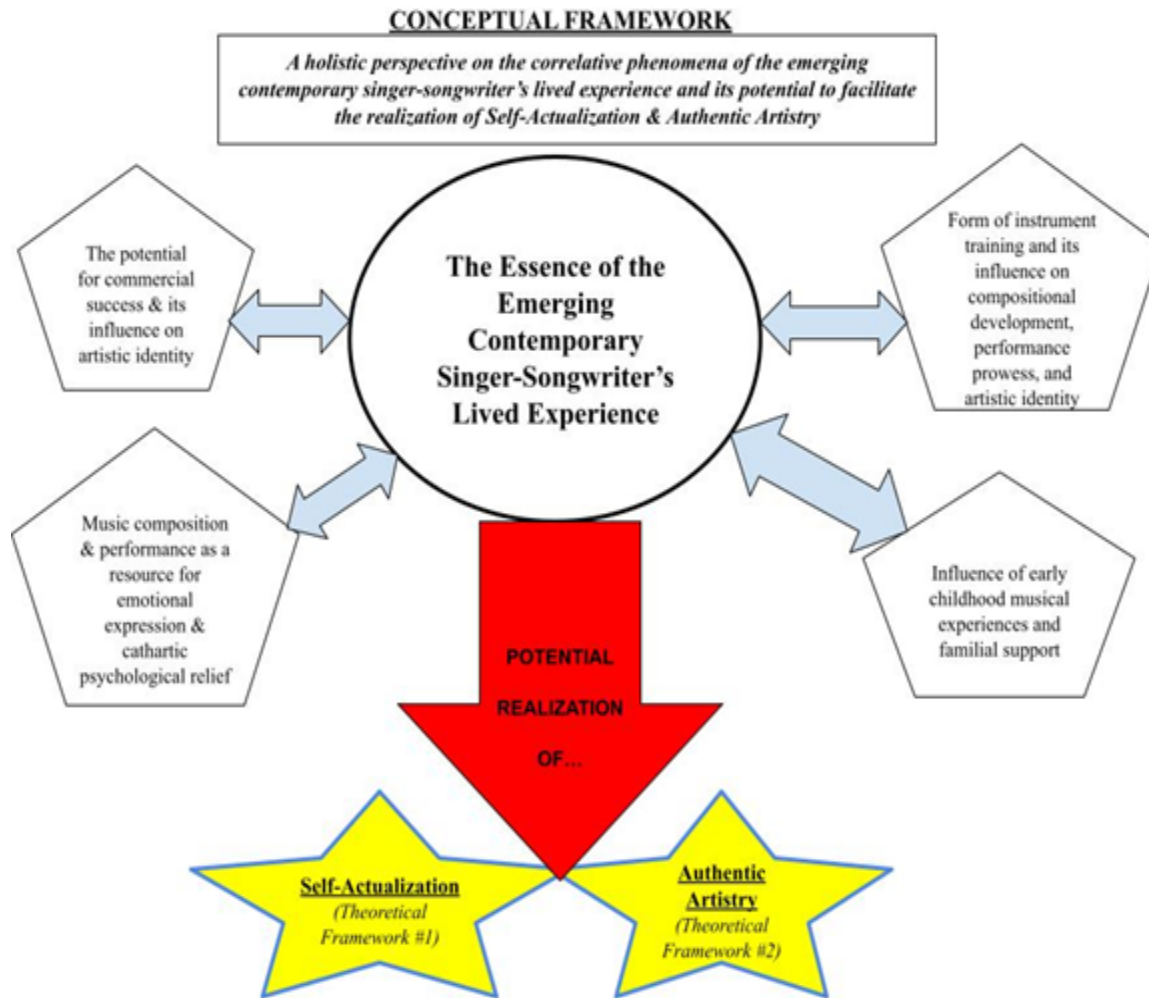 CONCEPTUAL FRAMEWORK
A holistic perspective on the correlative phenomena of the emerging
contemporary singer-songwriter's lived experience and its potential to facilitate
the realization of Self-Actualization & Authentic Artistry
The potential
for commercial
success & its
influence on
artistic identity
The Essence of the
Emerging
Contemporary
Singer-Songwriter's
Lived Experience
Form of instrument
training and its
influence on
compositional
development,
performance
prowess, and
artistic identity
Music composition
& performance as a
resource for
emotional
expression &
cathartic
psychological relief
Influence of early
childhood musical
experiences and
familial support
POTENTIAL
REALIZATION
OF...
Self-Actualization
(Theoretical
Framework #1)
Authentic
Artistry
(Theoretical
Framework #2)